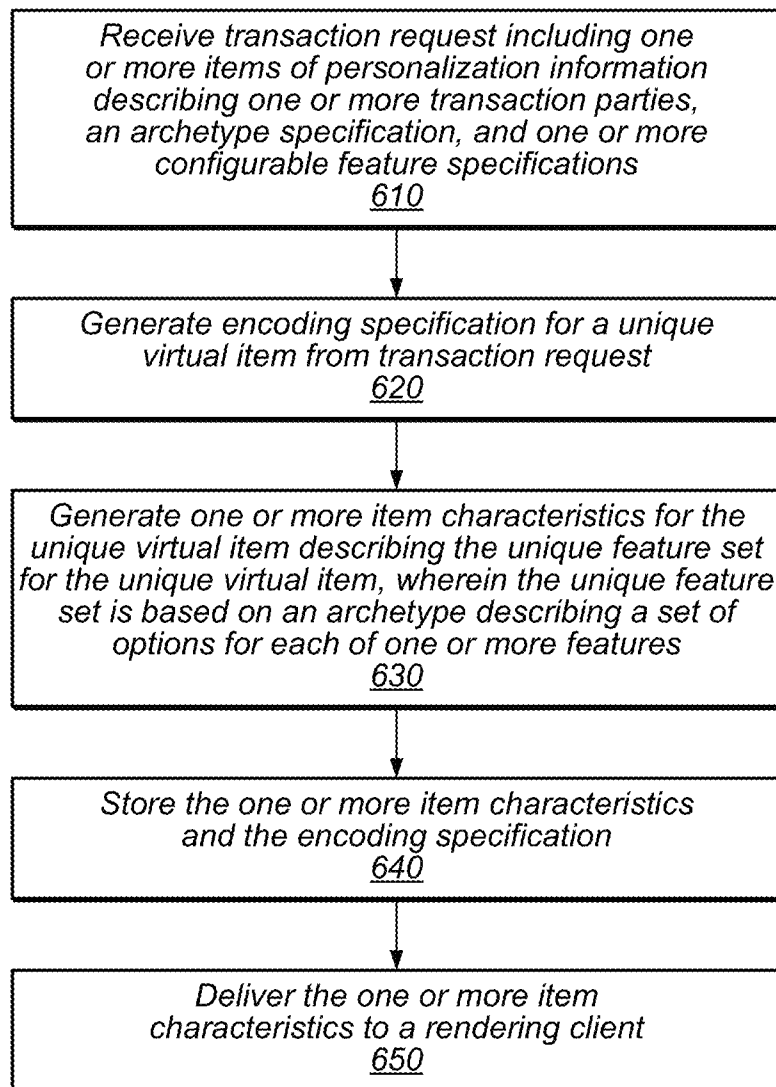 Receive transaction request including one
or more items of personalization information
describing one or more transaction parties,
an archetype specification, and one or more
configurable feature specifications
610
Generate encoding specification for a unique
virtual item from transaction request
620
Generate one or more item characteristics for the
unique virtual item describing the unique feature set
for the unique virtual item, wherein the unique feature
set is based on an archetype describing a set of
options for each of one or more features
630
Store the one or more item characteristics
and the encoding specification
640
Deliver the one or more item
characteristics to a rendering client
650